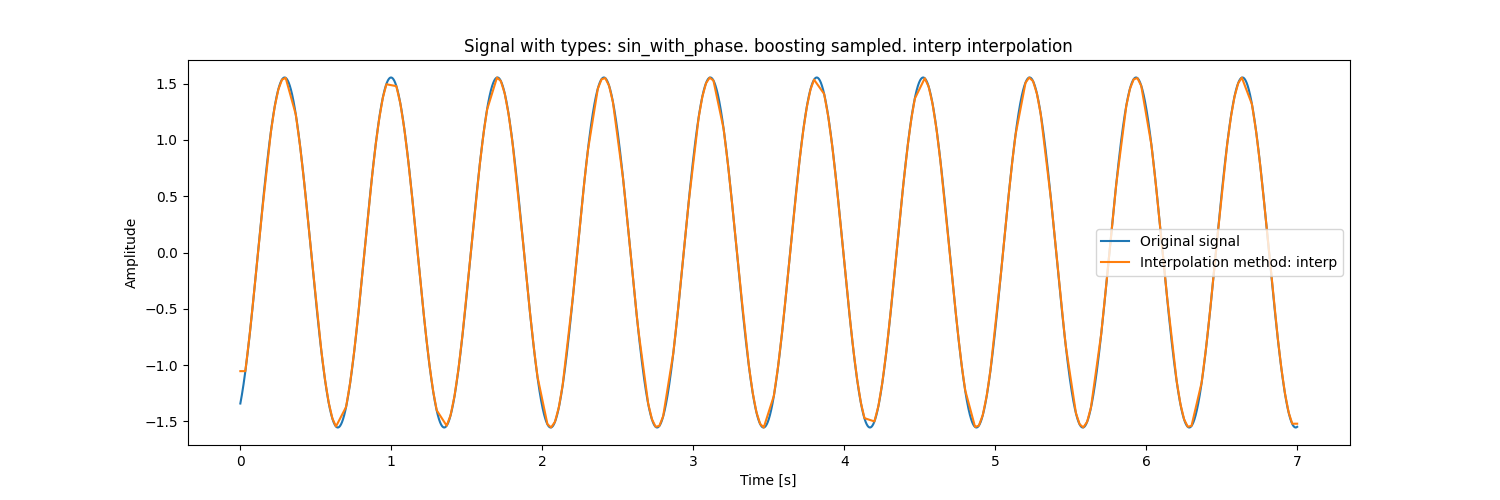 Signal with types: sin_with_phase. boosting sampled. interp interpolation
Amplitude
1.5
1.0
0.5
0.0
−0.5
−1.0
−1.5
Original signal
Interpolation method: interp
0 1 2 3 4 5 6 7
Time [s]